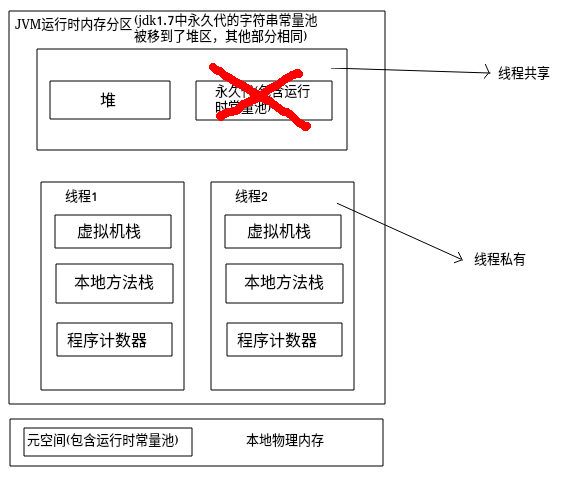 JVM运行时内存分区(jdk1.7中永久代的字符串常量池
被移到了堆区，其他部分相同)
线程共享
堆
永久代(包含运行
时常量池)
线程1
线程2
虚拟机栈
虚拟机栈
线程私有
本地方法栈
本地方法栈
程序计数器
程序计数器
元空间(包含运行时常量池)
本地物理内存